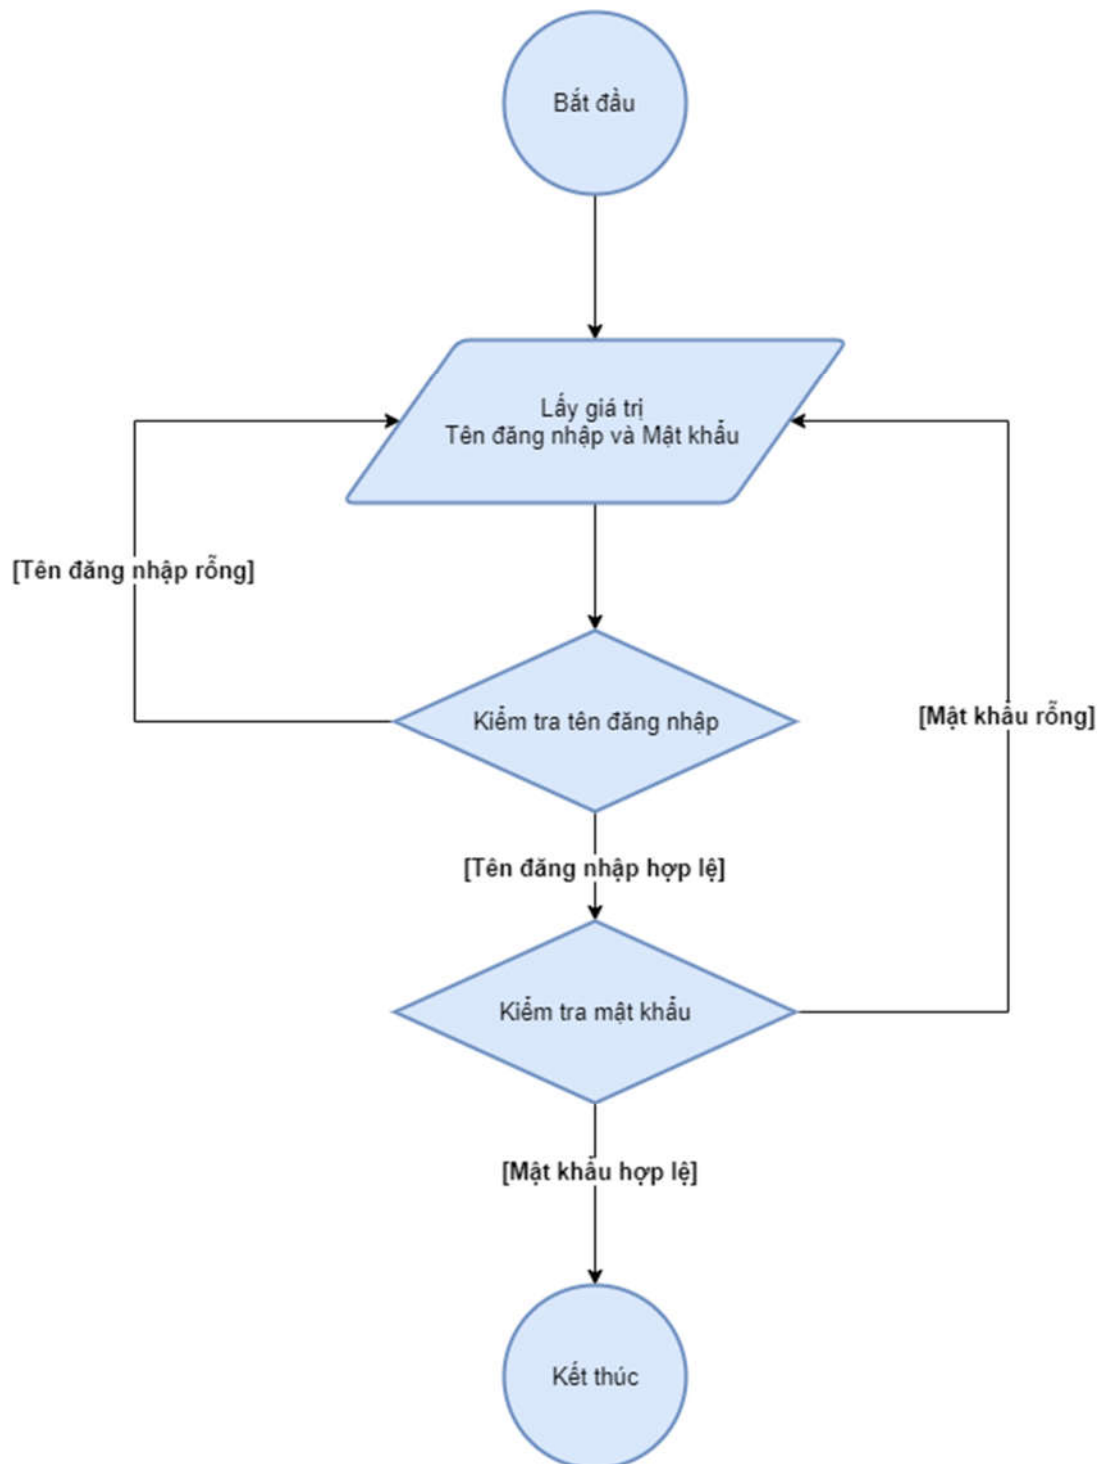 Bắt đầu
Lấy giá trị
Tên đăng nhập và Mật khẩu
[Tên đăng nhập rỗng]
Kiểm tra tên đăng nhập
[Mật khẩu rỗng]
[Tên đăng nhập hợp lệ]
Kiểm tra mật khẩu
[Mật khẩu hợp lệ]
Kết thúc